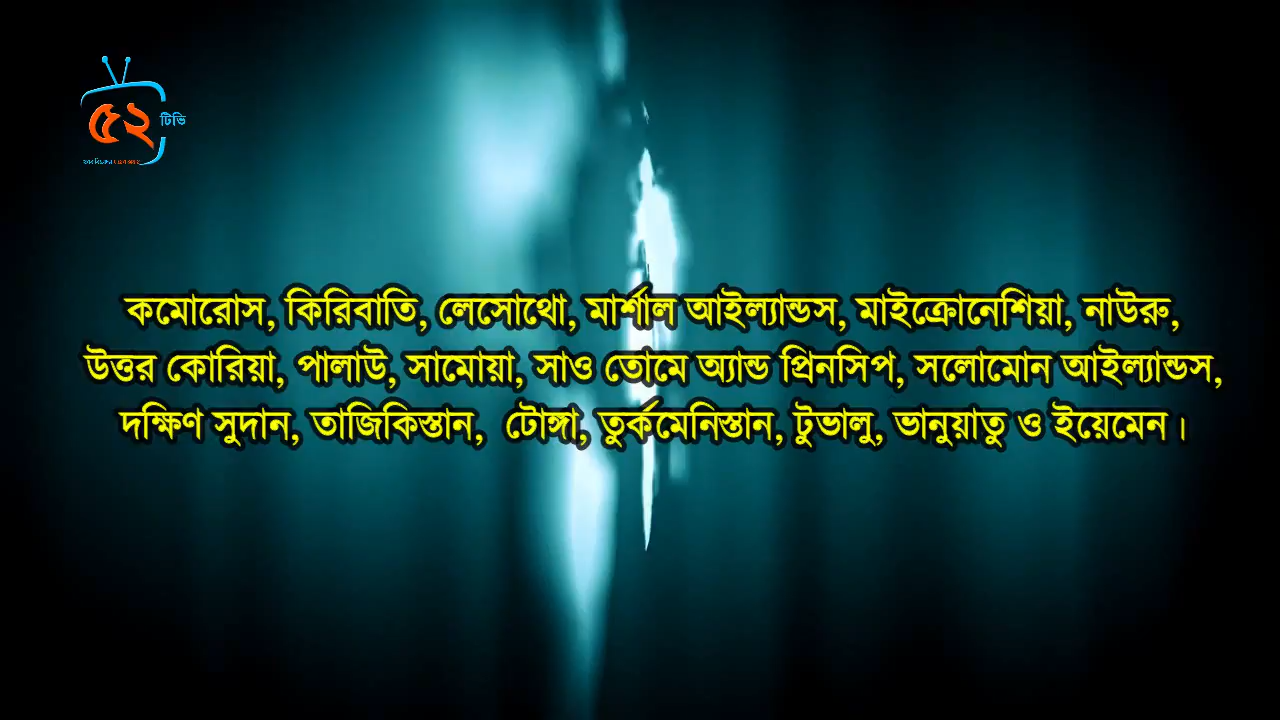 ৫২
টিভি
কমোরোস, কিরিবাতি, লেসোথো, মার্শাল আইল্যান্ডস, মাইক্রোনেশিয়া, নাউরু,
উত্তর কোরিয়া, পালাউ, সামোয়া, সাও তোমে অ্যান্ড প্রিনসিপ, সলোমোন আইল্যান্ডস,
দক্ষিণ সুদান, তাজিকিস্তান, টোঙ্গা, তুর্কমেনিস্তান, টুভালু, ভানুয়াতু ও ইয়েমেন।